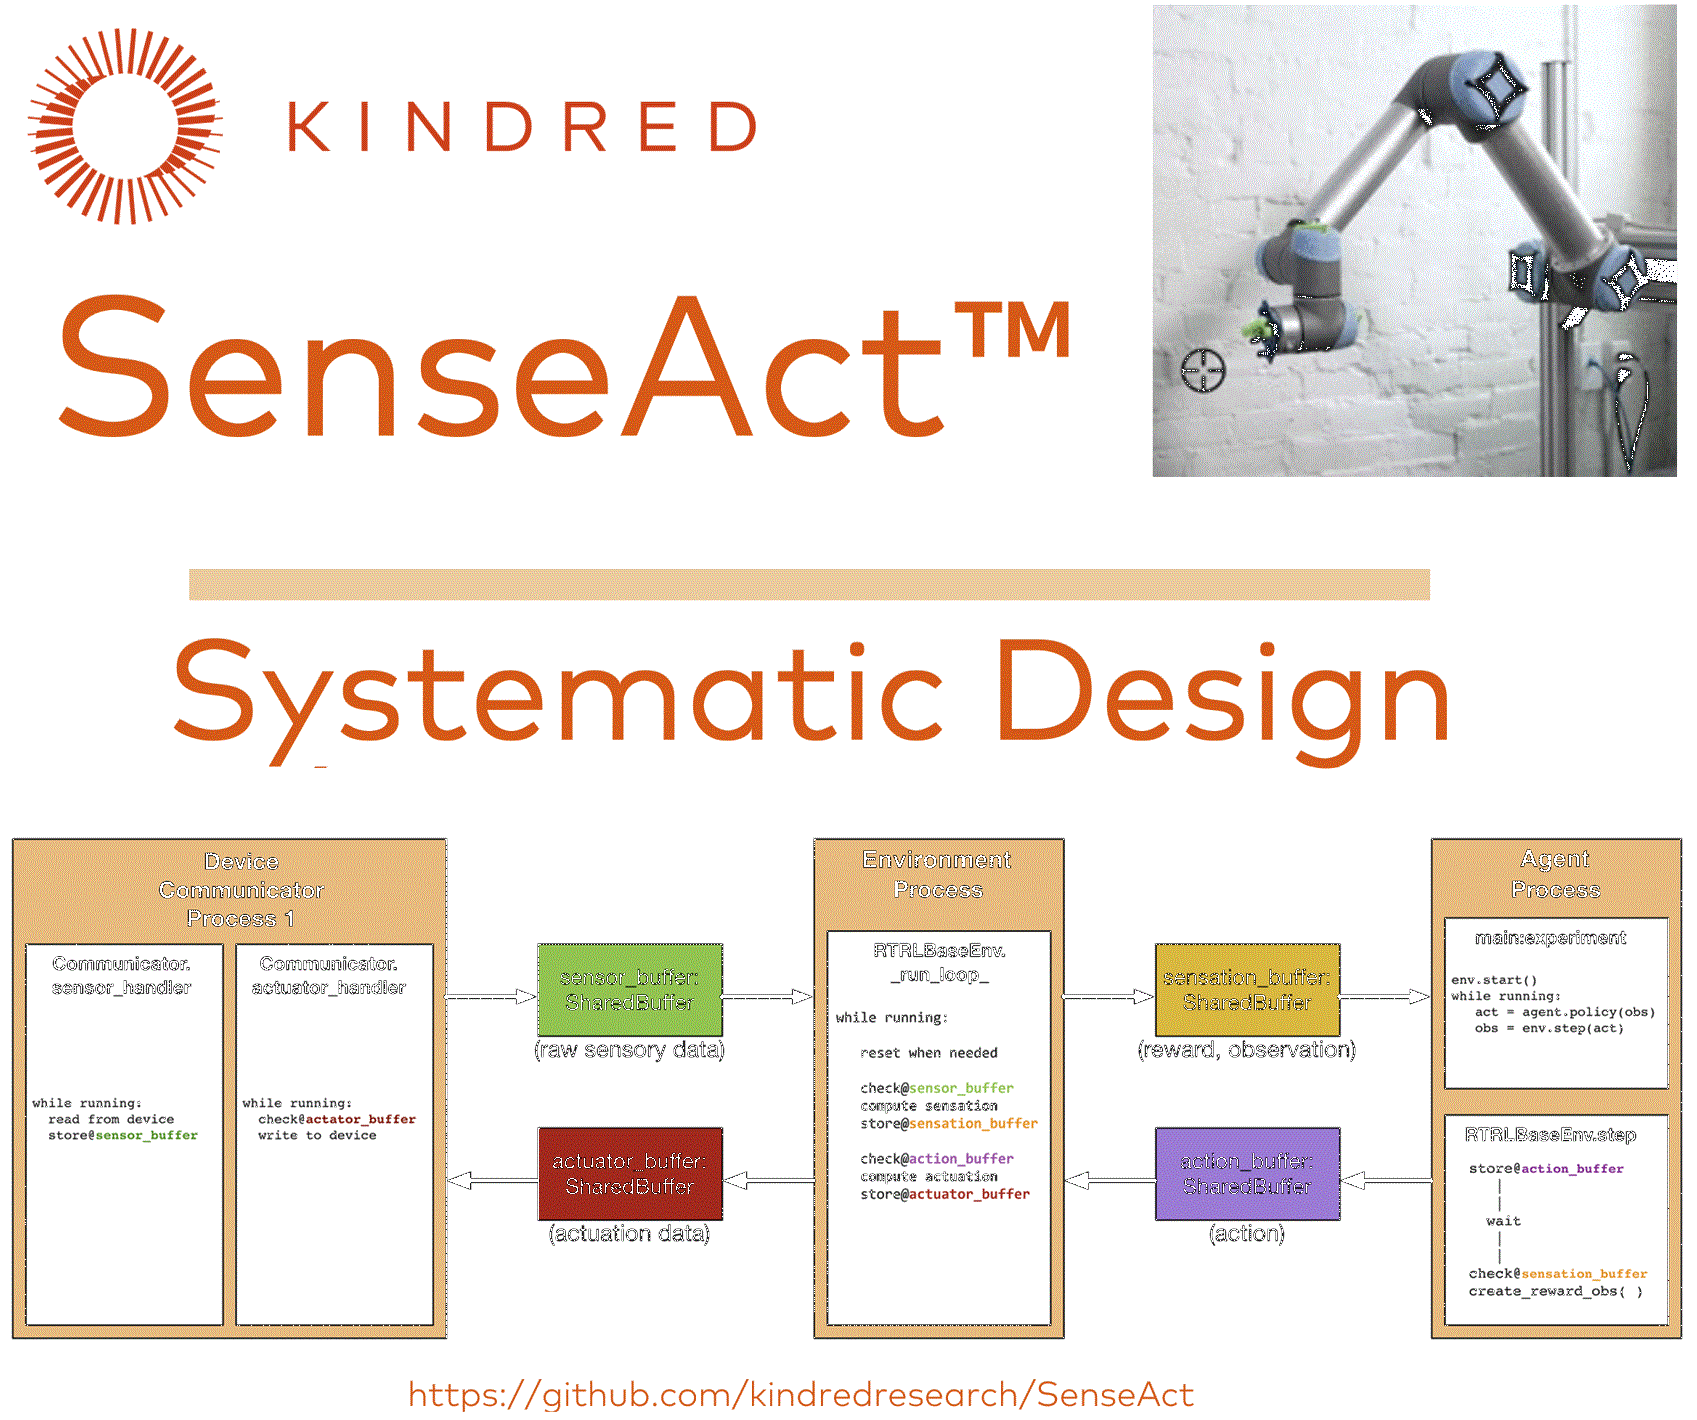 KINDRED
SenseAct™
Systematic Design
Device
Communicator
Process 1
Communicator.
sensor_handler
while running:
read from device
store@sensor_buffer
Communicator.
actuator_handler
while running:
check@actator_buffer
write to device
sensor_buffer:
SharedBuffer
(raw sensory data)
actuator_buffer:
SharedBuffer
(actuation data)
Environment
Process
RTRLBaseEnv.
_run_loop_
while running:
reset when needed
check@sensor_buffer
compute sensation
store@sensation_buffer
check@action_buffer
compute actuation
store@actuator_buffer
sensation_buffer:
SharedBuffer
(reward, observation)
action_buffer:
SharedBuffer
(action)
Agent
Process
main:experiment
env.start()
while running:
act = agent.policy(obs)
obs = env.step(act)
RTRLBaseEnv.step
store@action_buffer
wait
check@sensation_buffer
create_reward_obs( )
https://github.com/kindredresearch/SenseAct